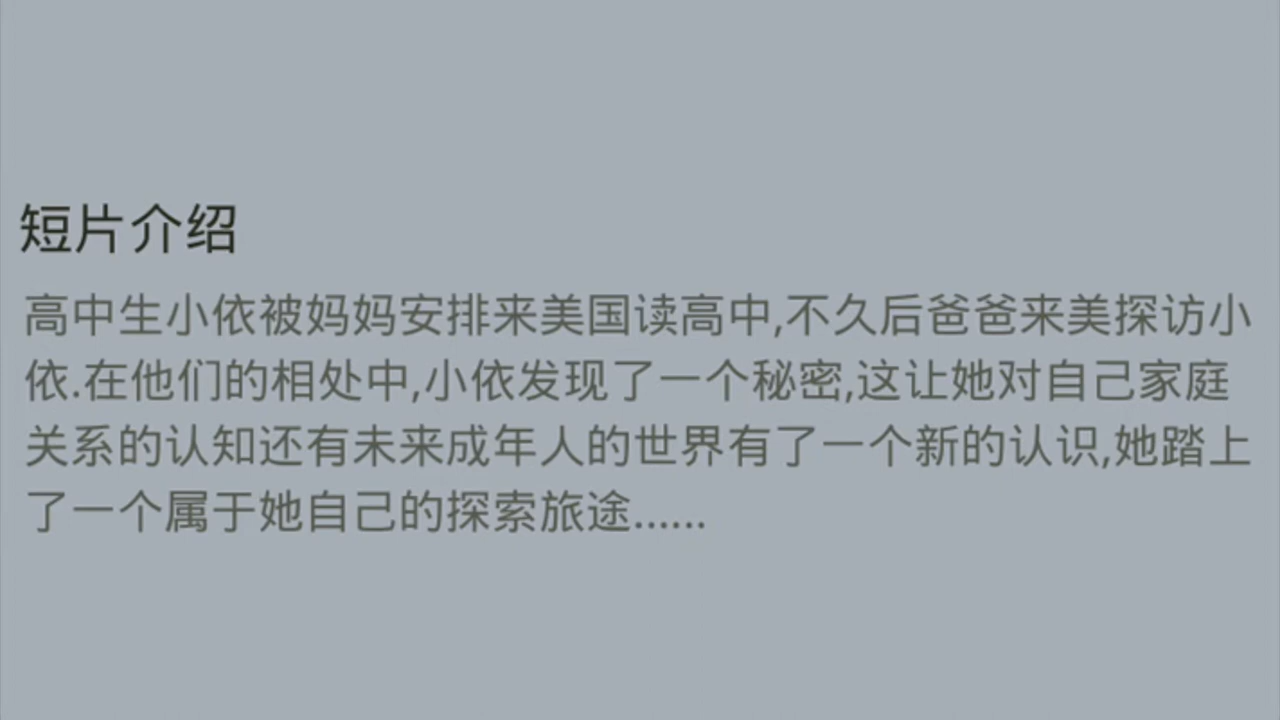 短片介绍
高中生小依被妈妈安排来美国读高中,不久后爸爸来美探访小
依.在他们的相处中,小依发现了一个秘密,这让她对自己家庭
关系的认知还有未来成年人的世界有了一个新的认识,她踏上
了一个属于她自己的探索旅途......